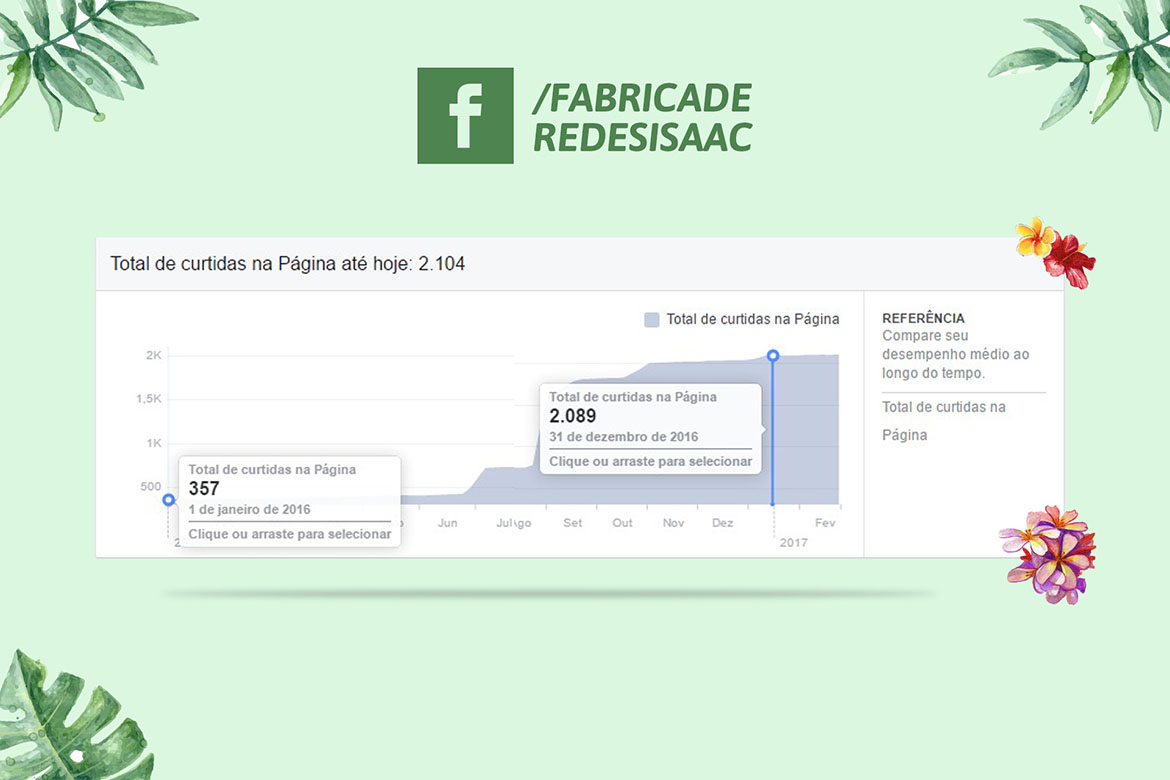 f /FABRICADE
REDESISAAC
Total de curtidas na Página até hoje: 2.104
Total de curtidas na Página
2K
1,5K
1K
500
Total de curtidas na Página
357
1 de janeiro de 2016
Clique ou arraste para selecionar
Total de curtidas na Página
2.089
31 de dezembro de 2016
Clique ou arraste para selecionar
Jun
Jul
Set
Out
Nov
Dez
Fev
2017
REFERÊNCIA
Compare seu
desempenho médio ao
longo do tempo.
Total de curtidas na
Página